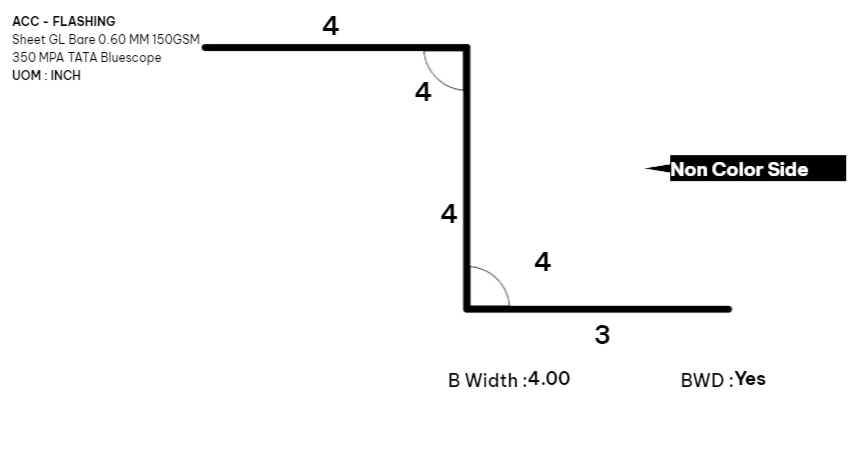 ACC - FLASHING
Sheet GL Bare 0.60 MM 150GSM
350 MPA TATA Bluescope
UOM : INCH
4
4
Non Color Side
4
4
3
B Width :4.00
BWD :Yes